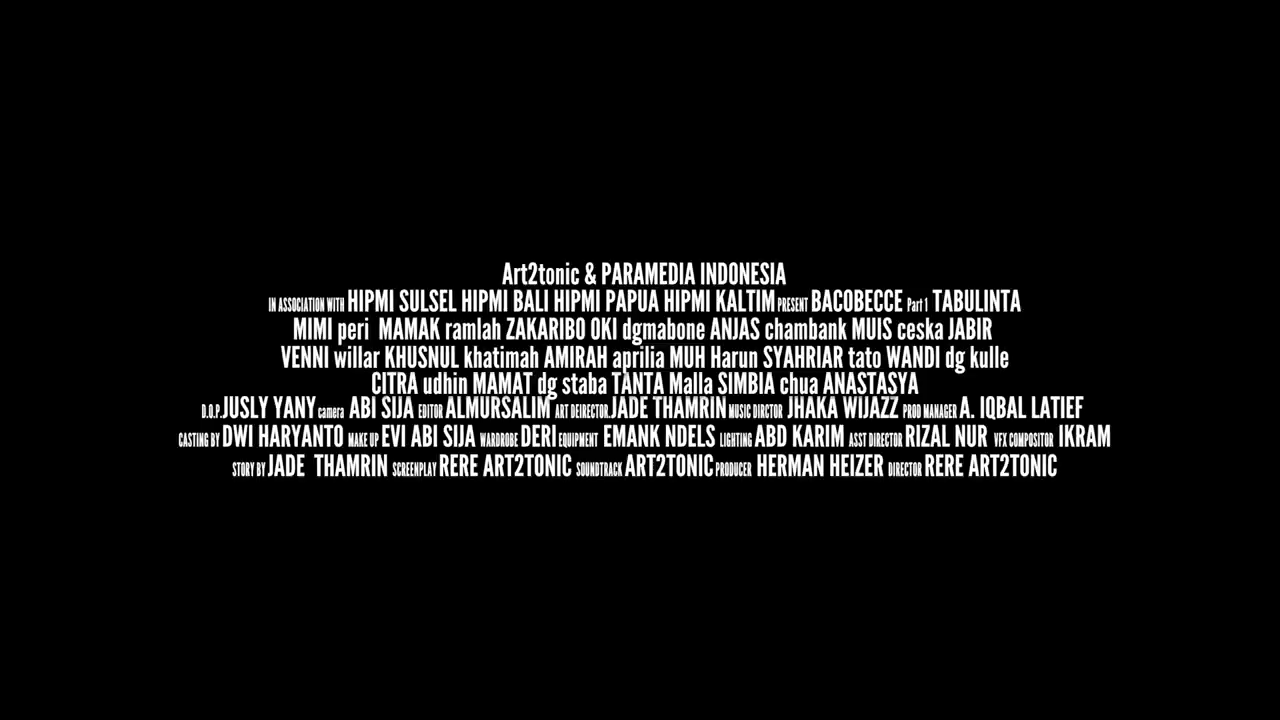 Art2tonic & PARAMEDIA INDONESIA
IN ASSOCIATION WITH HIPMI SULSEL HIPMI BALI HIPMI PAPUA HIPMI KALTIM PRESENT BACOBECCE Part 1 TABULINTA
MIMI peri MAMAK ramlah ZAKARIBO OKI dgmabone ANJAS chambank MUIS ceska JABIR
VENNI willar KHUSNUL khatimah AMIRAH aprilia MUH Harun SYAHRIAR tato WANDI dg kulle
CITRA udhin MAMAT dg staba TANTA Malla SIMBIA chua ANASTASYA
D.O.P. JUSLY YANY camera ABI SIJA EDITOR ALMURSALIM ART DEIRECTOR.JADE THAMRIN MUSIC DIRCTOR JHAKA WIJAZZ PROD MANAGER A. IQBAL LATIEF
CASTING BY DWI HARYANTO MAKE UP EVI ABI SIJA WARDROBE DERI EQUIPMENT EMANK NDELS LIGHTING ABD KARIM ASST DIRECTOR RIZAL NUR VFX COMPOSITOR IKRAM
STORY BY JADE THAMRIN SCREENPLAY RERE ART2TONIC SOUNDTRACK ART2TONIC PRODUCER HERMAN HEIZER DIRECTOR RERE ART2TONIC